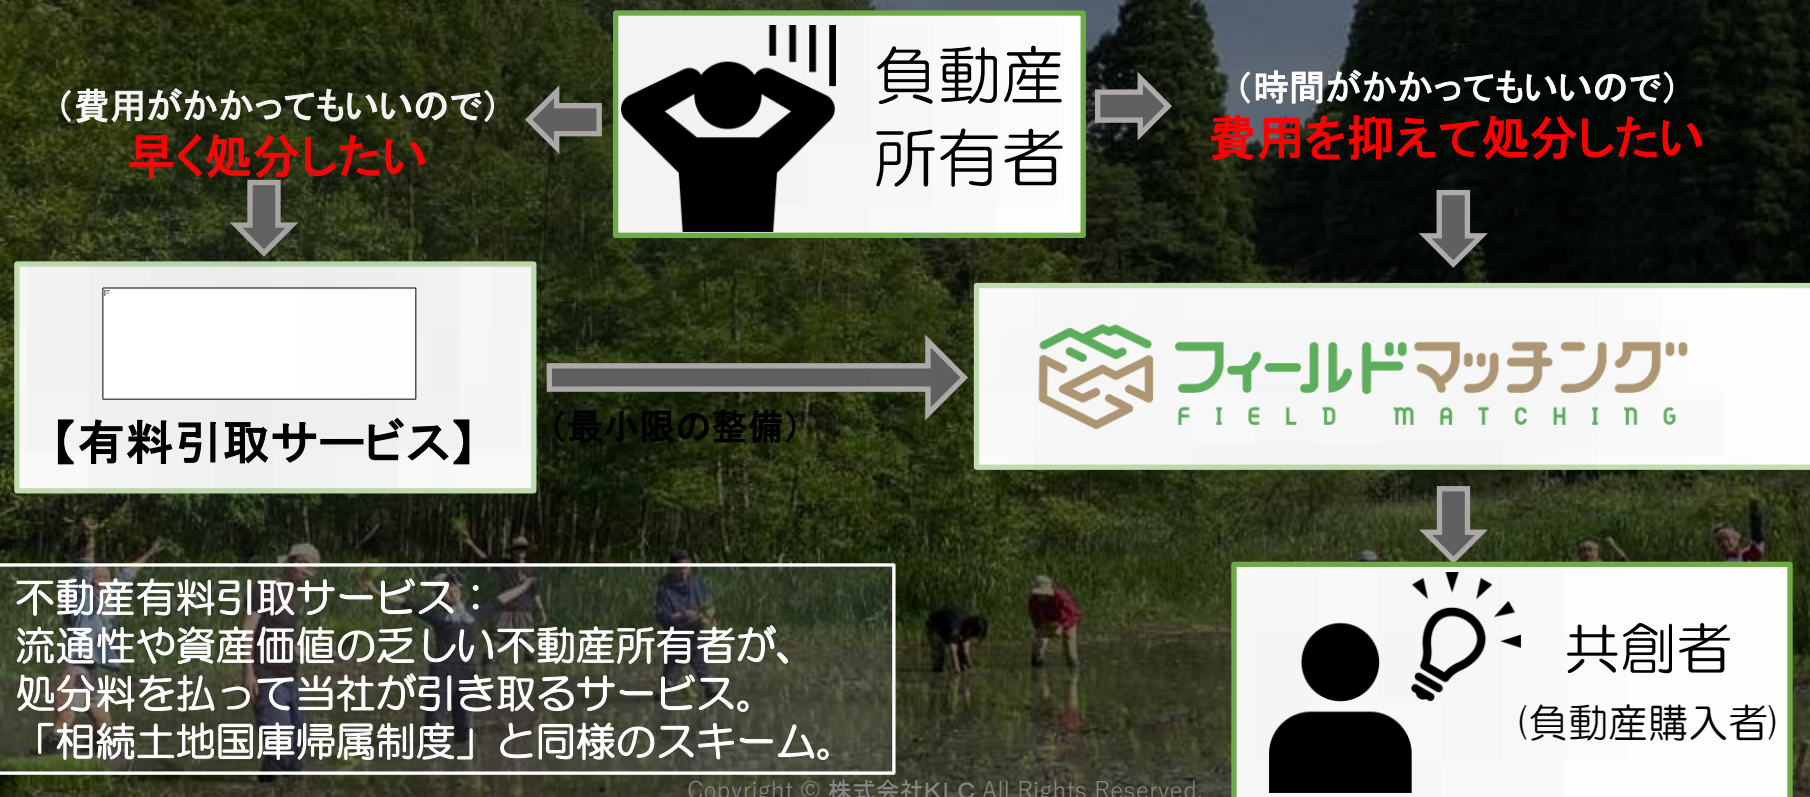 負動産
所有者
（費用がかかってもいいので）
早く処分したい
（時間がかかってもいいので）
費用を抑えて処分したい
【有料引取サービス】
（最小限の整備）
フィールドマッチング
FIELD MATCHING
不動産有料引取サービス：
流通性や資産価値の乏しい不動産所有者が、
処分料を払って当社が引き取るサービス。
「相続土地国庫帰属制度」と同様のスキーム。
共創者
(負動産購入者)
Copyright © 株式会社KLC All Rights Reserved.